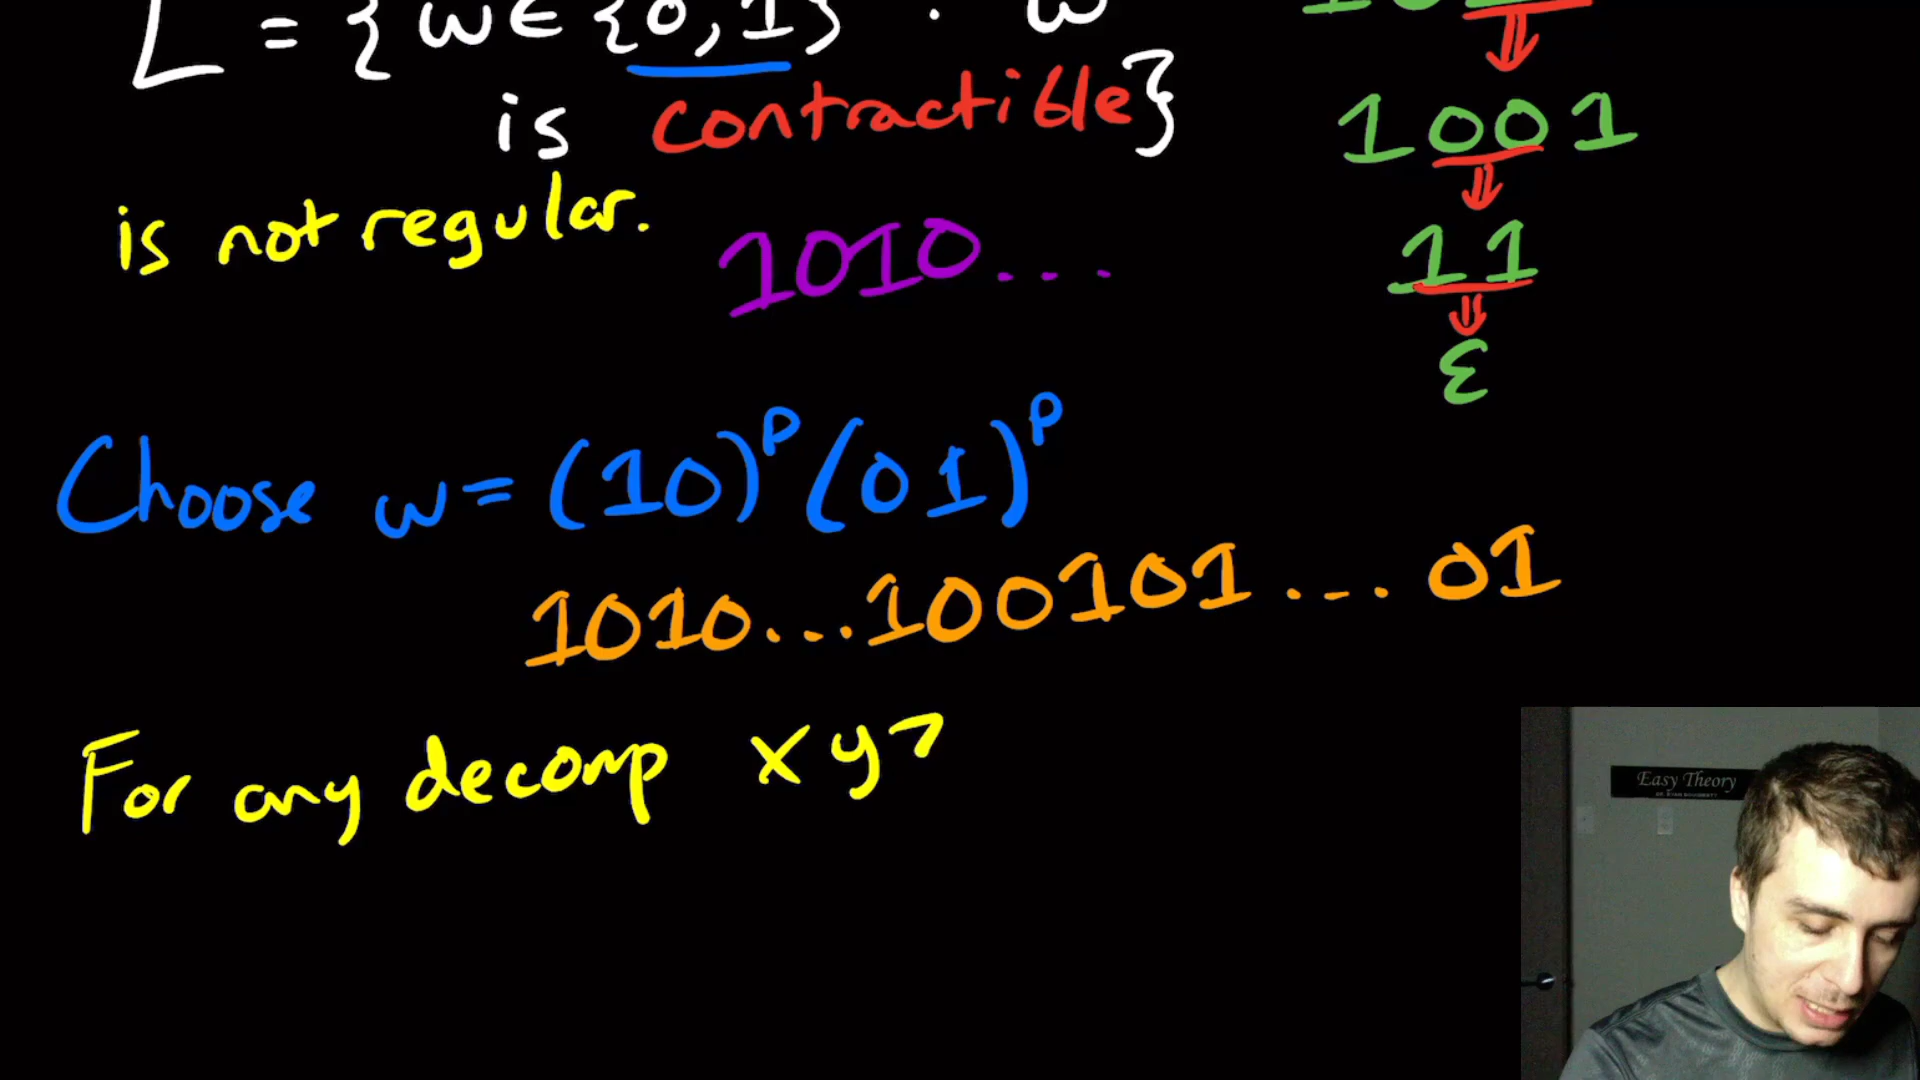 L = {w ∈ {0,1} : w
is contractible}
is not regular.
1010...
1001
11
ε
Choose w = (10)^p (01)^p
1010...100101...01
For any decomp xyz
Easy Theory